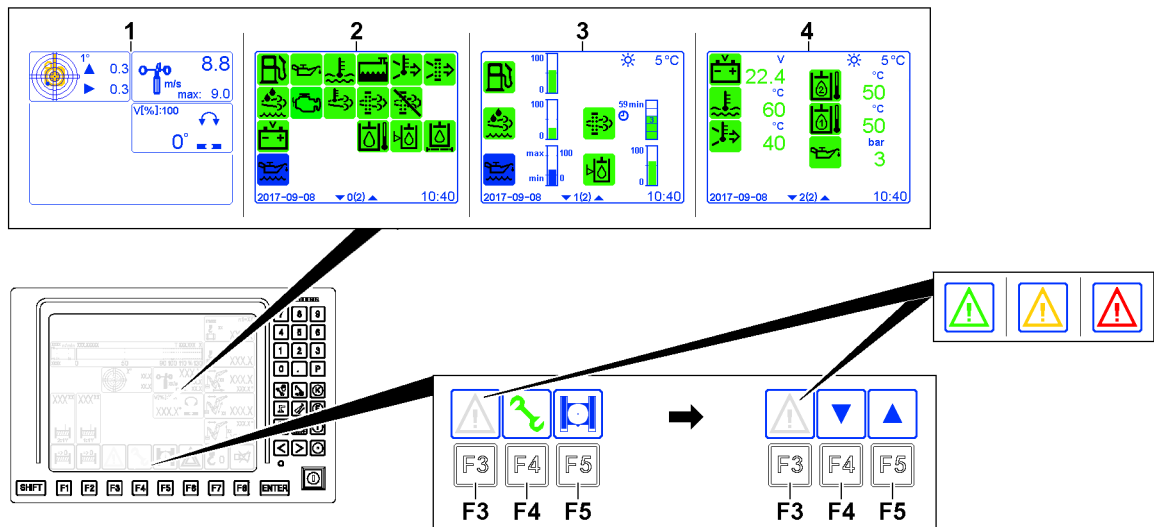 1 2 3 4
1°
0.3
0.3
8.8
m/s
max: 9.0
V[%]:100
0°
V
2017-09-08 0(2) 10:40
5°C
100
0
100
0
59min
3
max. 100
min 0
100
0
2017-09-08 1(2) 10:40
5°C
V
22.4
°C
60
°C
40
2
°C
50
1
°C
50
bar
3
2017-09-08 2(2) 10:40
7 8 9
4 5 6
1 2 3
0 . P
SHIFT F1 F2 F3 F4 F5 F6 F7 F8 ENTER
F3 F4 F5
F3 F4 F5
F3 F4 F5
F3 F4 F5